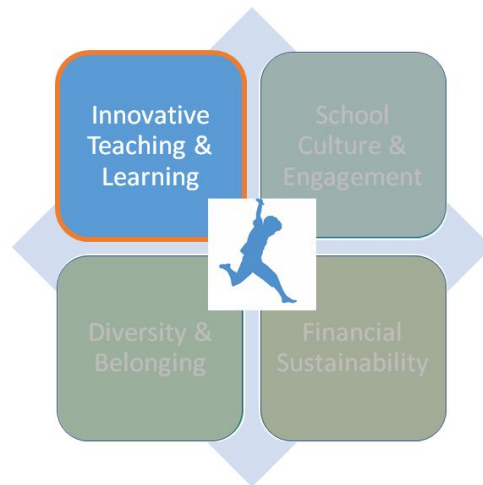 Innovative
Teaching &
Learning
School
Culture &
Engagement
Diversity &
Belonging
Financial
Sustainability